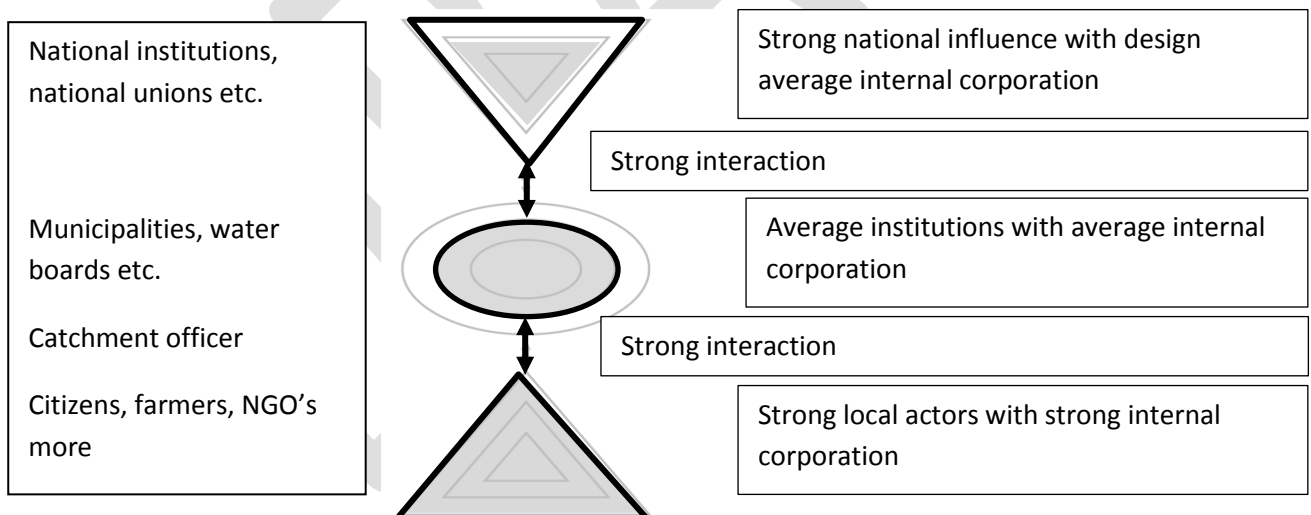 National institutions,
national unions etc.
Municipalities, water
boards etc.
Catchment officer
Citizens, farmers, NGO’s
more
Strong national influence with design
average internal corporation
Strong interaction
Average institutions with average internal
corporation
Strong interaction
Strong local actors with strong internal
corporation